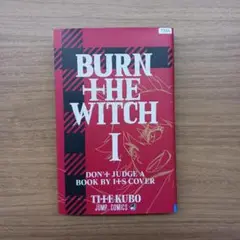 BURN
THE
WITCH
I
DON'T JUDGE A
BOOK BY ITS COVER
TITE KUBO
JUMP COMICS